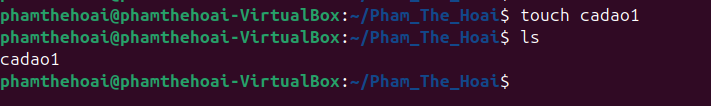 phamthehoai@phamthehoai-VirtualBox:~/Pham_The_Hoai$ touch cadao1
phamthehoai@phamthehoai-VirtualBox:~/Pham_The_Hoai$ ls
cadao1
phamthehoai@phamthehoai-VirtualBox:~/Pham_The_Hoai$